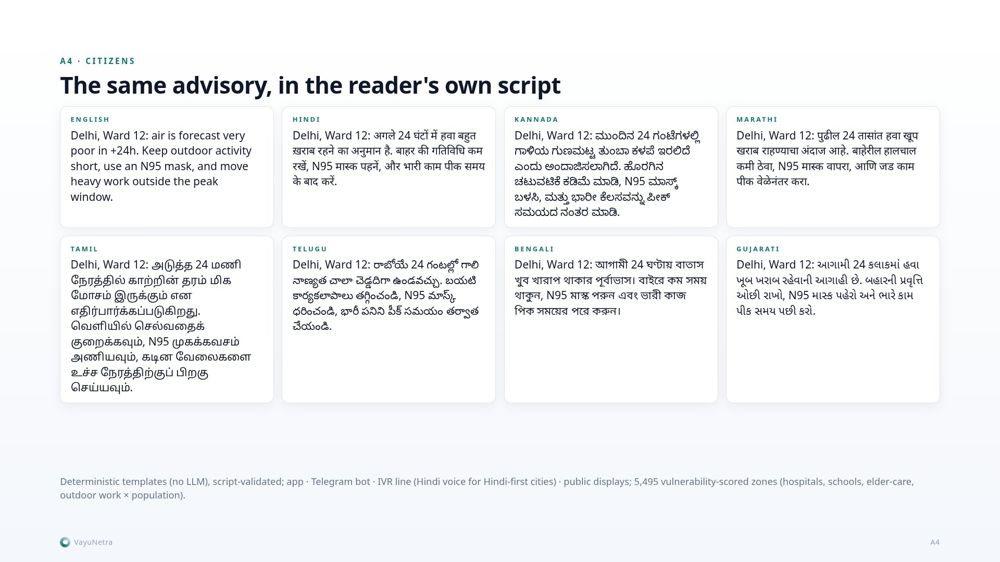 A4 · CITIZENS
The same advisory, in the reader's own script
ENGLISH
Delhi, Ward 12: air is forecast very
poor in +24h. Keep outdoor activity
short, use an N95 mask, and move
heavy work outside the peak
window.
HINDI
Delhi, Ward 12: अगले 24 घंटों में हवा बहुत
ख़राब रहने का अनुमान है. बाहर की गतिविधि कम
रखें, N95 मास्क पहनें, और भारी काम पीक समय
के बाद करें.
KANNADA
Delhi, Ward 12: ಮುಂದಿನ 24 ಗಂಟೆಗಳಲ್ಲಿ
ಗಾಳಿಯ ಗುಣಮಟ್ಟ ತುಂಬಾ ಕಳಪೆ ಇರಲಿದೆ
ಎಂದು ಅಂದಾಜಿಸಲಾಗಿದೆ. ಹೊರಗಿನ
ಚಟುವಟಿಕೆ ಕಡಿಮೆ ಮಾಡಿ, N95 ಮಾಸ್ಕ್
ಬಳಸಿ, ಮತ್ತು ಭಾರೀ ಕೆಲಸವನ್ನು ಪೀಕ್
ಸಮಯದ ನಂತರ ಮಾಡಿ.
MARATHI
Delhi, Ward 12: पुढील 24 तासांत हवा खूप
खराब राहण्याचा अंदाज आहे. बाहेरील हालचाल
कमी ठेवा, N95 मास्क वापरा, आणि जड काम
पीक वेळेनंतर करा.
TAMIL
Delhi, Ward 12: அடுத்த 24 மணி
நேரத்தில் காற்றின் தரம் மிக
மோசம் இருக்கும் என
எதிர்பார்க்கப்படுகிறது.
வெளியில் செல்வதைக்
குறைக்கவும், N95 முகக்கவசம்
அணியவும், கடின வேலைகளை
உச்ச நேரத்திற்குப் பிறகு
செய்யவும்.
TELUGU
Delhi, Ward 12: రాబోయే 24 గంటల్లో గాలి
నాణ్యత చాలా చెడ్డదిగా ఉండవచ్చు. బయటి
కార్యకలాపాలు తగ్గించండి, N95 మాస్క్
ధరించండి, భారీ పనిని పీక్ సమయం తర్వాత
చేయండి.
BENGALI
Delhi, Ward 12: আগামী 24 ঘণ্টায় বাতাস
খুব খারাপ থাকার পূর্বাভাস। বাইরে কম সময়
থাকুন, N95 মাস্ক পরুন এবং ভারী কাজ
পিক সময়ের পরে করুন।
GUJARATI
Delhi, Ward 12: આગામી 24 કલાકમાં હવા
ખૂબ ખરાબ રહેવાની આગાહી છે. બહારની પ્રવૃત્તિ
ઓછી રાખો, N95 માસ્ક પહેરો અને ભારે કામ
પીક સમય પછી કરો.
Deterministic templates (no LLM), script-validated; app · Telegram bot · IVR line (Hindi voice for Hindi-first cities) · public displays; 5,495 vulnerability-scored zones (hospitals, schools, elder-care,
outdoor work × population).
VayuNetra
A4